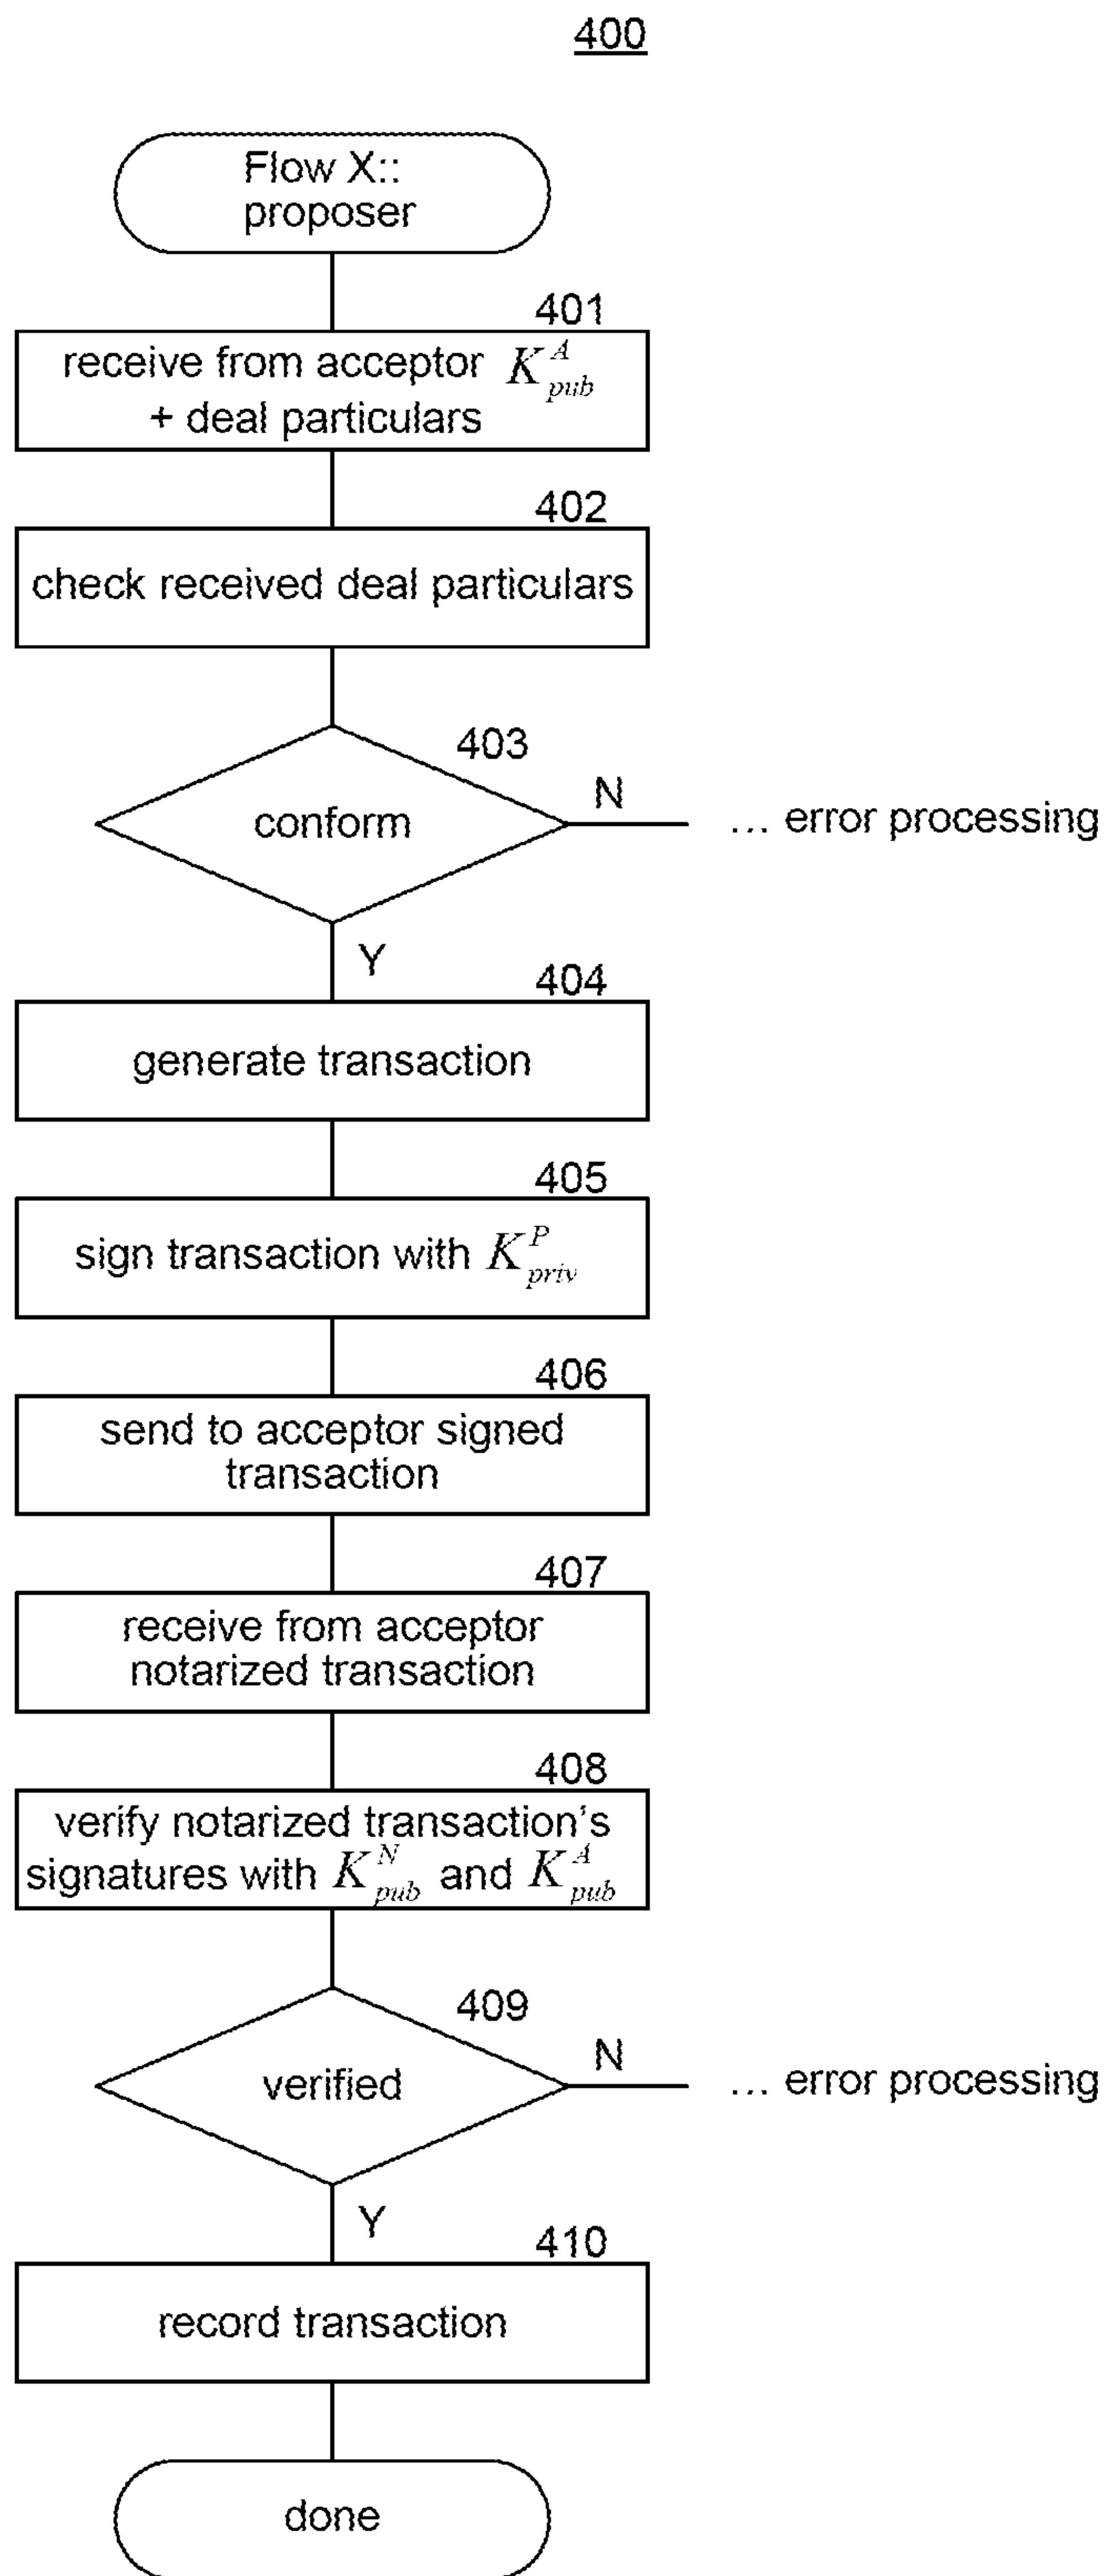 400
Flow X::
proposer
401
receive from acceptor K^A_pub
+ deal particulars
402
check received deal particulars
403
conform
N
... error processing
Y
404
generate transaction
405
sign transaction with K^P_priv
406
send to acceptor signed
transaction
407
receive from acceptor
notarized transaction
408
verify notarized transaction's
signatures with K^N_pub and K^A_pub
409
verified
N
... error processing
Y
410
record transaction
done